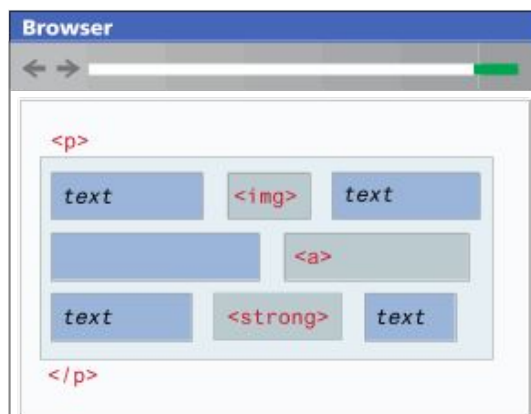 Browser
<p>
text <img> text
<a>
text <strong> text
</p>